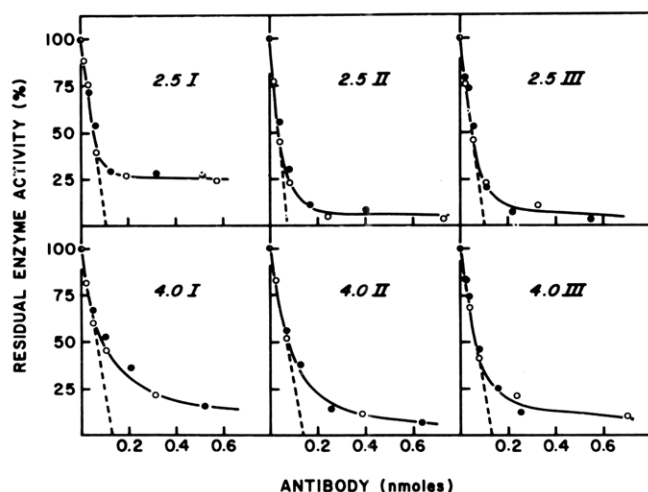 RESIDUAL ENZYME ACTIVITY (%)
100
75
50
25
2.5 I
2.5 II
2.5 III
100
75
50
25
4.0 I
4.0 II
4.0 III
0.2 0.4 0.6
0.2 0.4 0.6
0.2 0.4 0.6
ANTIBODY (nmoles)